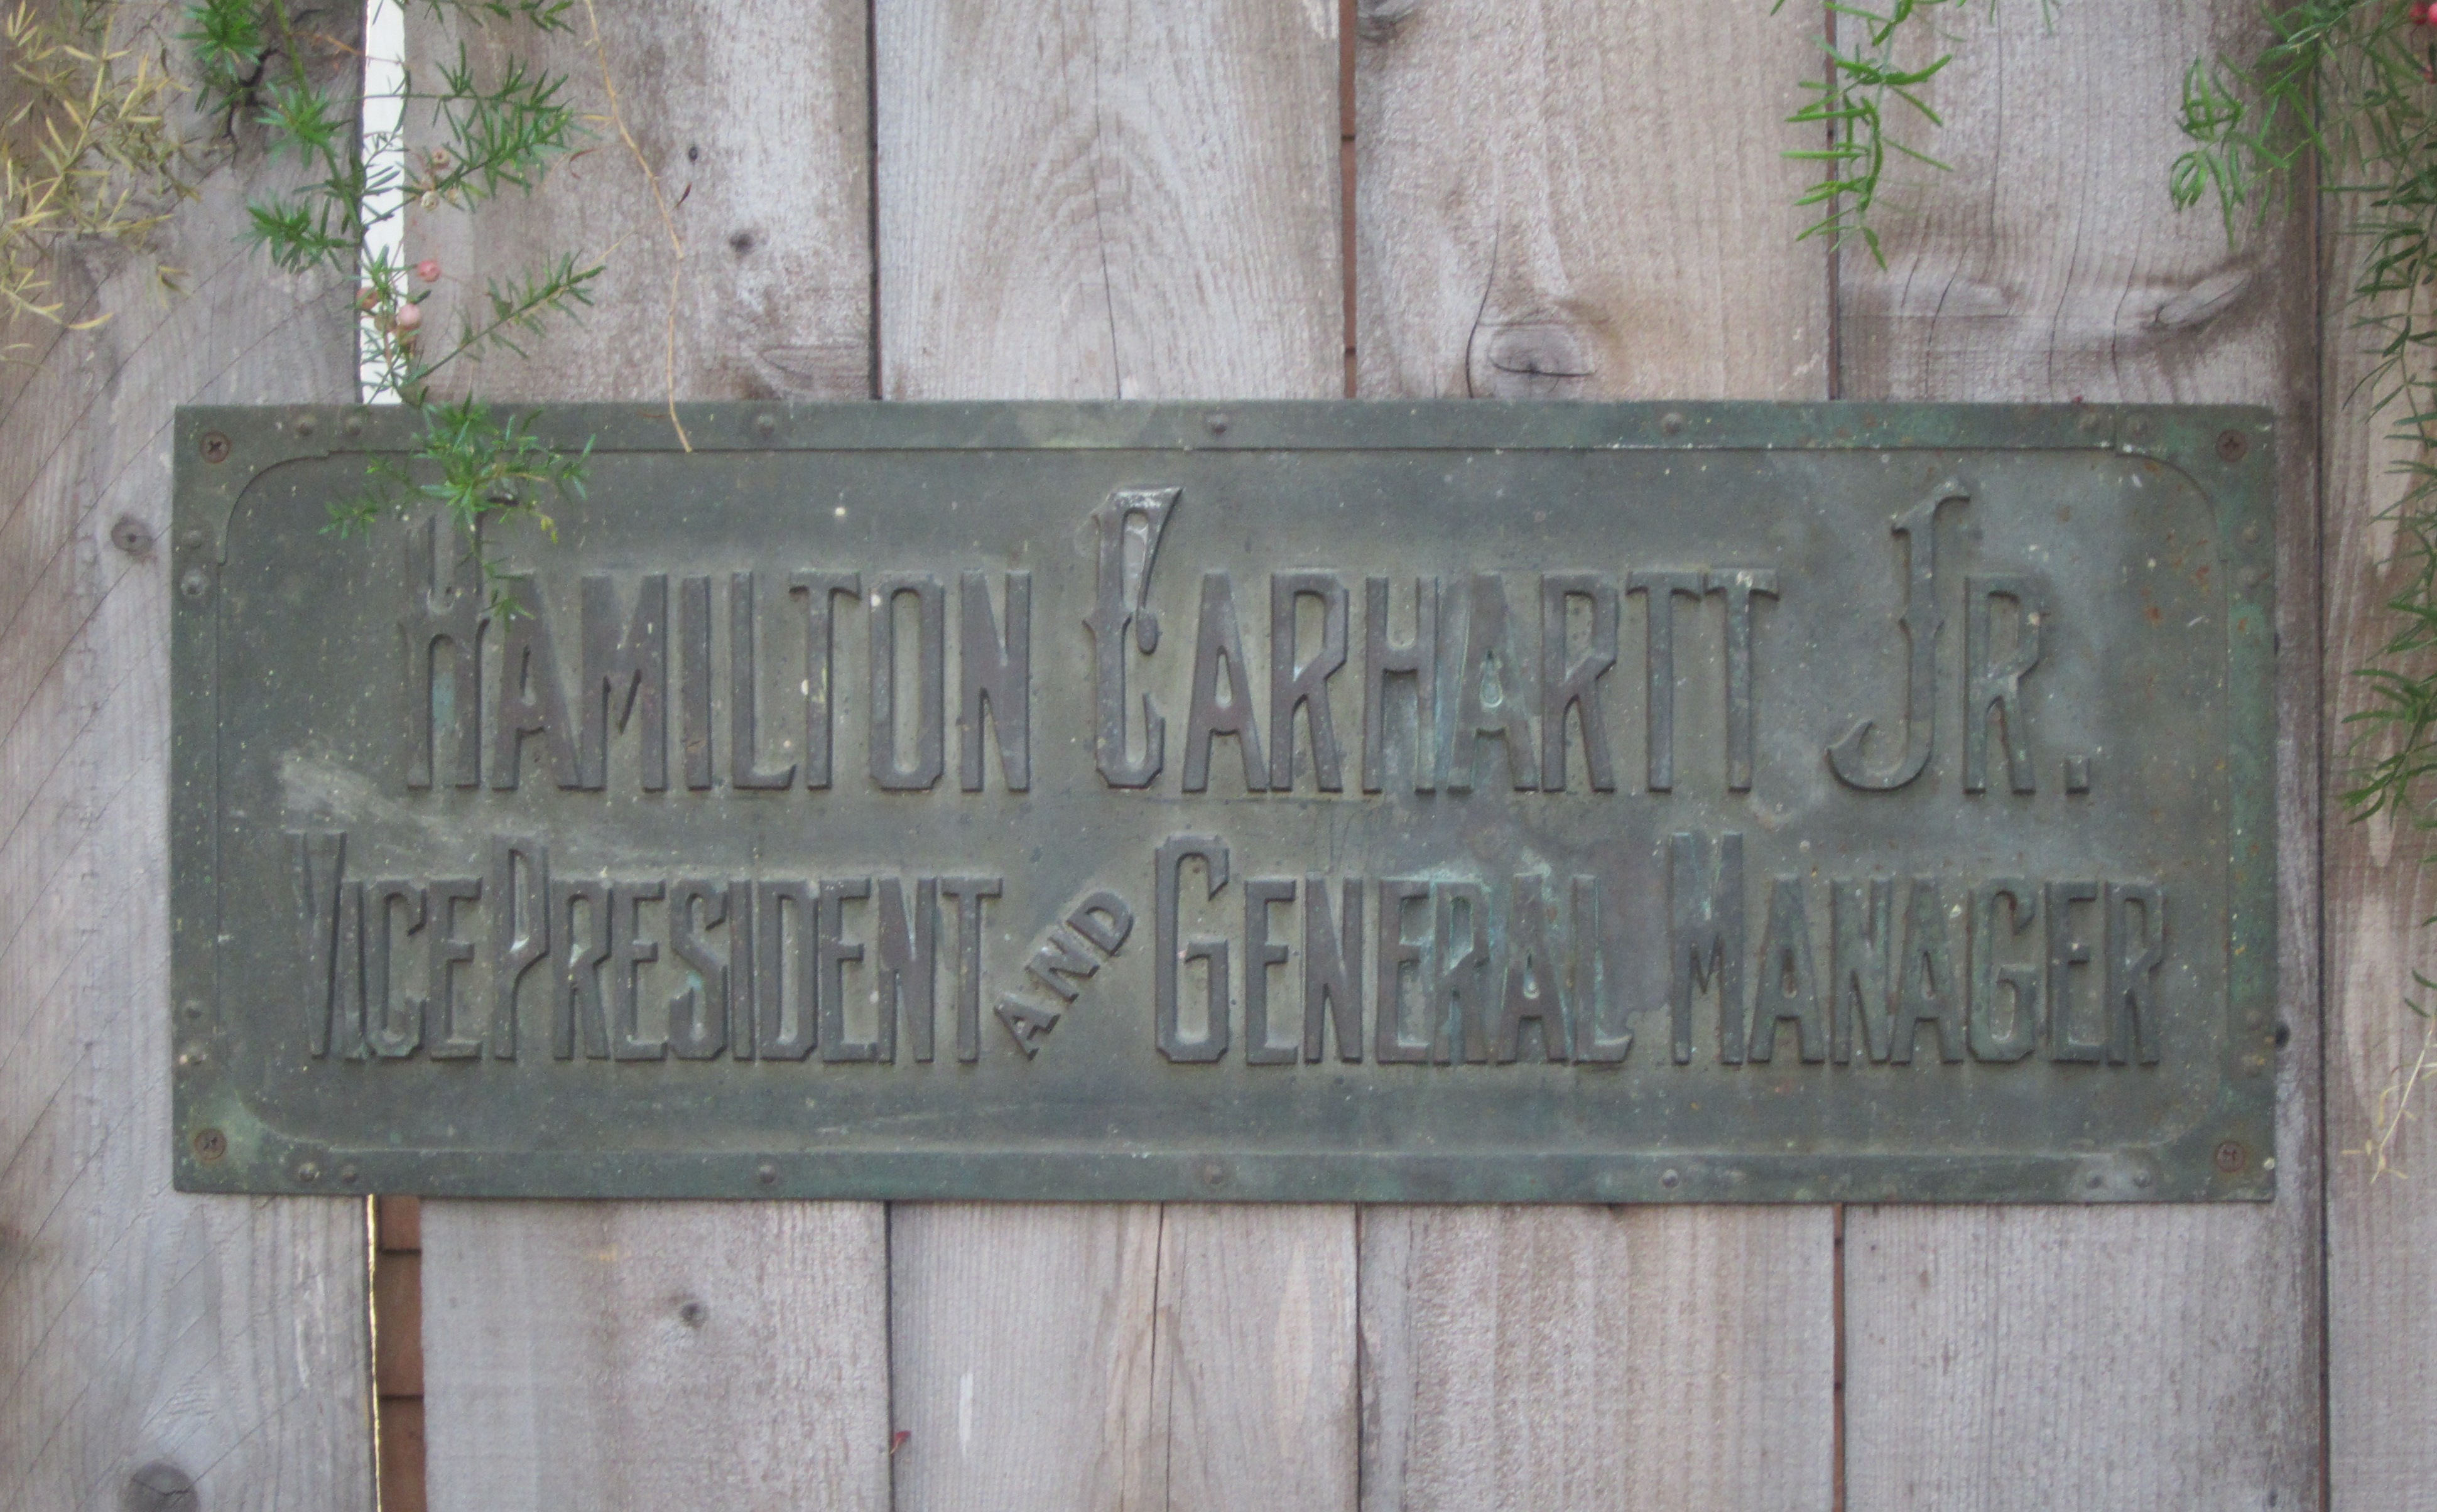 HAMILTON CARHARTT JR.
VICE PRESIDENT AND GENERAL MANAGER